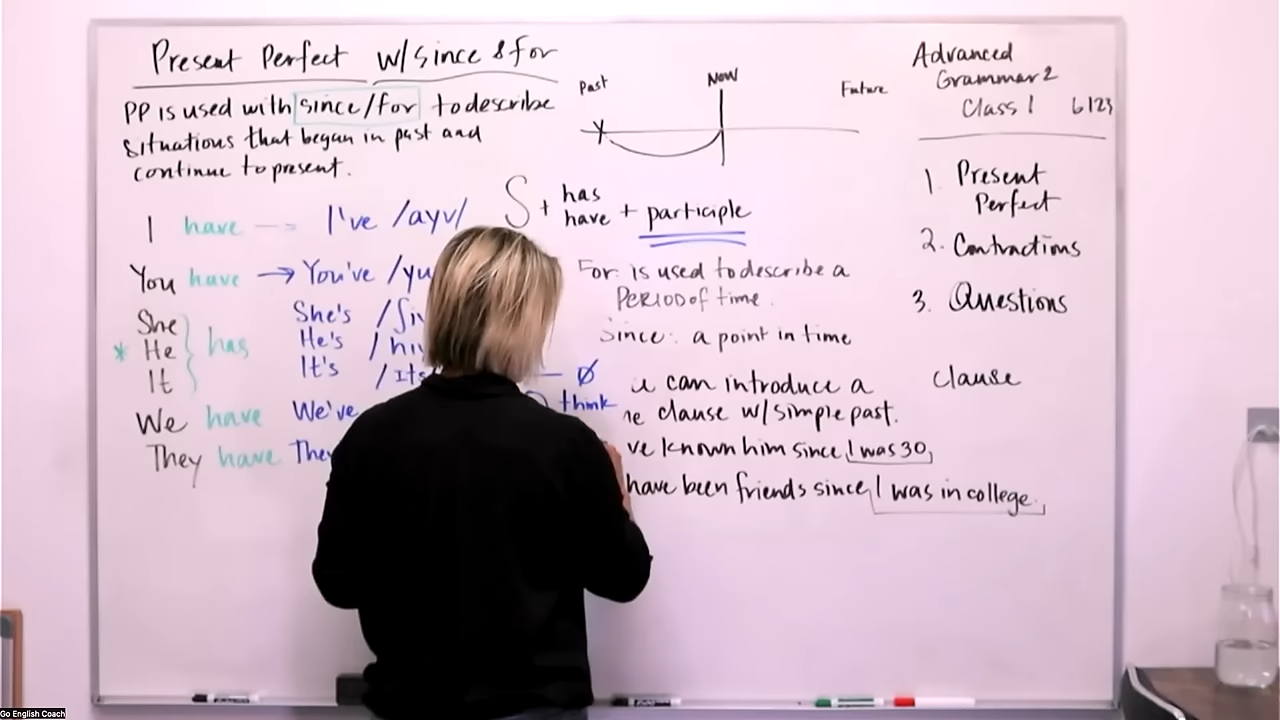 Present Perfect w/since & for
PP is used with since/for to describe
situations that began in past and
continue to present.
Past Now Future
S + has
have + participle
I have --> I've /ayv/
You have → You've /yu
She
* He } has
It
She's /ʃiy
He's /hiy
It's /Its
We have We've
They have They
— Ø
think
For: is used to describe a
PERIOD of time.
Since: a point in time
can introduce a
clause w/simple past.
've known him since I was 30.
have been friends since I was in college.
Advanced
Grammar 2
Class 1 6123
1. Present
Perfect
2. Contractions
3. Questions
clause
Go English Coach